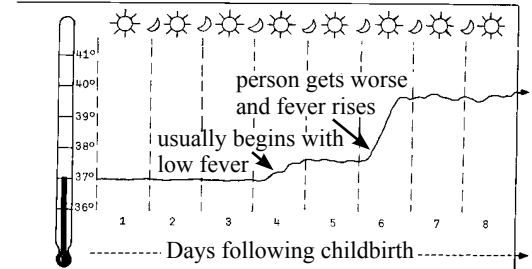 41°
40°
39°
38°
37°
36°
person gets worse
and fever rises
usually begins with
low fever
1 2 3 4 5 6 7 8
Days following childbirth